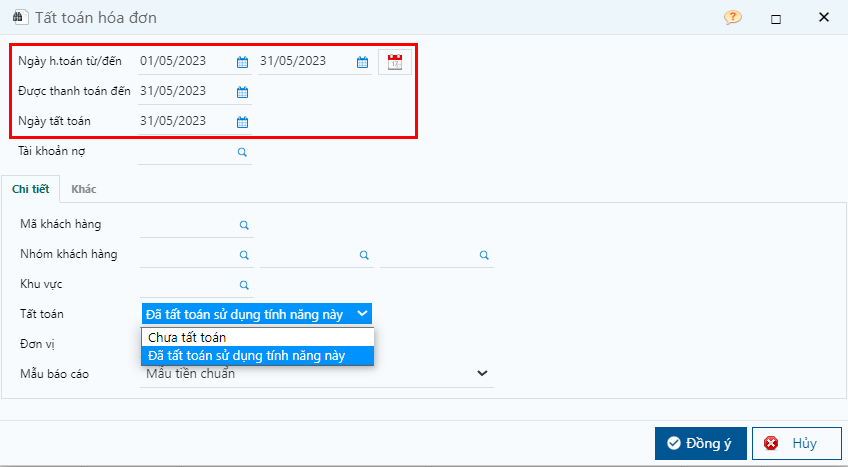 Tất toán hóa đơn
Ngày h.toán từ/đến 01/05/2023 31/05/2023
Được thanh toán đến 31/05/2023
Ngày tất toán 31/05/2023
Tài khoản nợ
Chi tiết Khác
Mã khách hàng
Nhóm khách hàng
Khu vực
Tất toán Đã tất toán sử dụng tính năng này
Chưa tất toán
Đơn vị Đã tất toán sử dụng tính năng này
Mẫu báo cáo Mẫu tiền chuẩn
Đồng ý Hủy